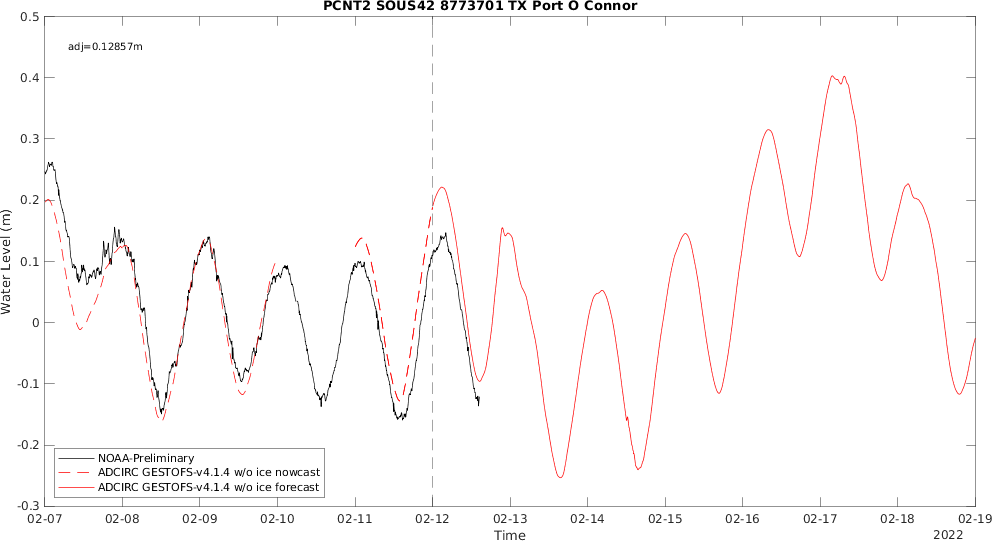 PCNT2 SOUS42 8773701 TX Port O Connor
adj=0.12857m
0.5
0.4
0.3
0.2
0.1
0
-0.1
-0.2
-0.3
Water Level (m)
NOAA-Preliminary
ADCIRC GESTOFS-v4.1.4 w/o ice nowcast
ADCIRC GESTOFS-v4.1.4 w/o ice forecast
02-07 02-08 02-09 02-10 02-11 02-12 02-13 02-14 02-15 02-16 02-17 02-18 02-19
Time
2022